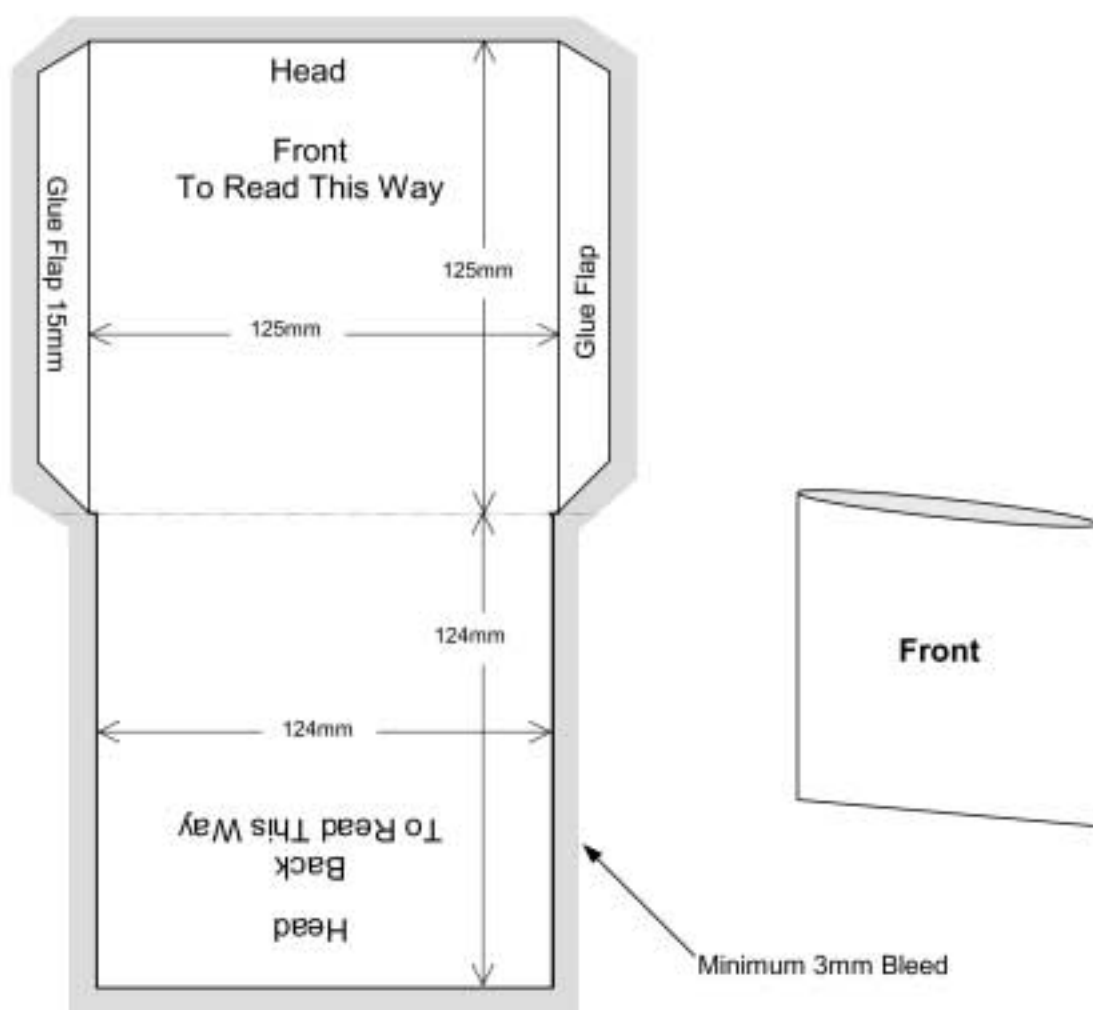 Head
Front
To Read This Way
Glue Flap 15mm
125mm
Glue Flap
125mm
124mm
124mm
To Read This Way
Back
Head
Front
Minimum 3mm Bleed